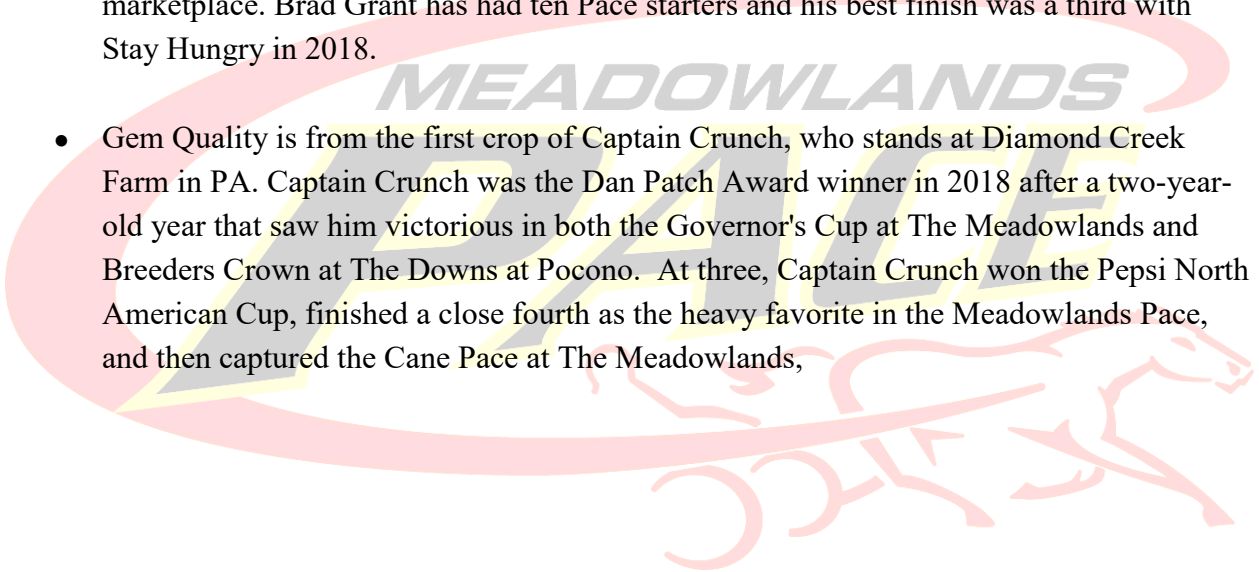 marketplace. Brad Grant has had ten Pace starters and his best finish was a third with
Stay Hungry in 2018.
MEADOWLANDS
PACE
• Gem Quality is from the first crop of Captain Crunch, who stands at Diamond Creek
Farm in PA. Captain Crunch was the Dan Patch Award winner in 2018 after a two-year-
old year that saw him victorious in both the Governor's Cup at The Meadowlands and
Breeders Crown at The Downs at Pocono.  At three, Captain Crunch won the Pepsi North
American Cup, finished a close fourth as the heavy favorite in the Meadowlands Pace,
and then captured the Cane Pace at The Meadowlands,